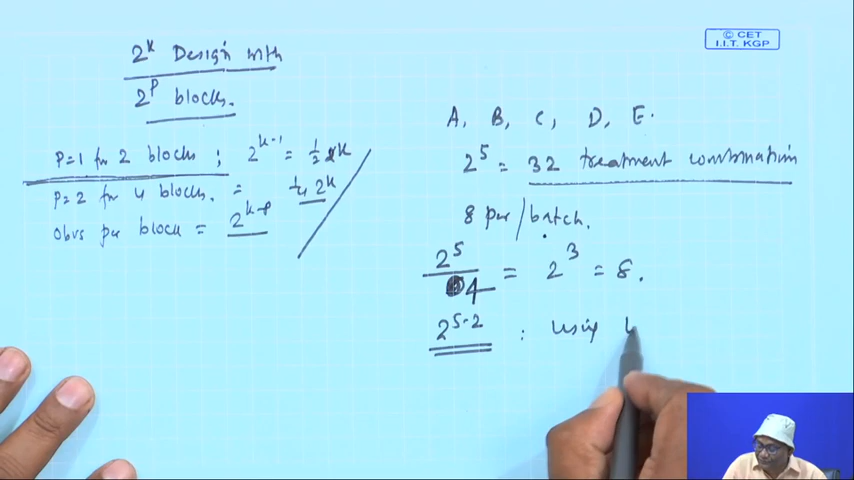 2^k Design with
2^p blocks.
P=1 for 2 blocks ; 2^{k-1} = 1/2 2^k
P=2 for 4 blocks. = 1/4 2^k
Obvs per block = 2^{k-p}
© CET
I.I.T. KGP
A, B, C, D, E.
2^5 = 32 treatment combination
8 per/batch.
2^5/4 = 2^3 = 8.
2^{5-2} : using